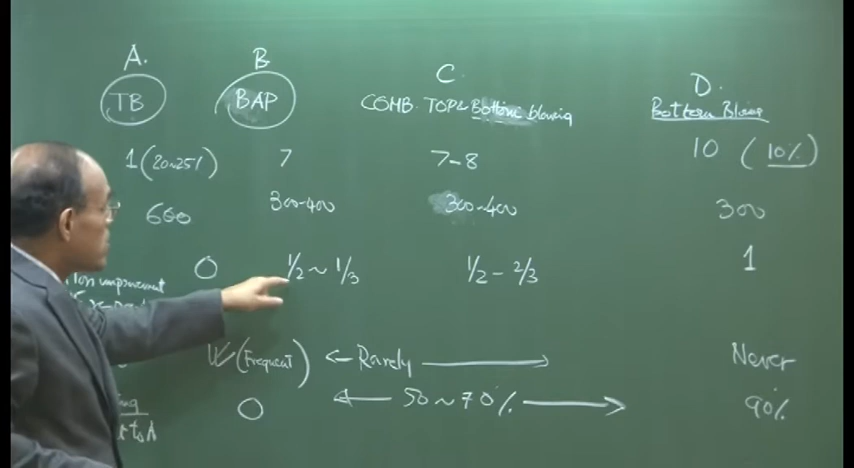 A. B C. D.
TB BAP COMB. TOP & Bottom blowing Bottom Blowing
1 (20~25%) 7 7-8 10 (10%)
600 300~400 300~400 300
0 1/2 ~ 1/3 1/2 - 2/3 1
(Frequent) Rarely Never
0 50 ~ 70% 90%
to A